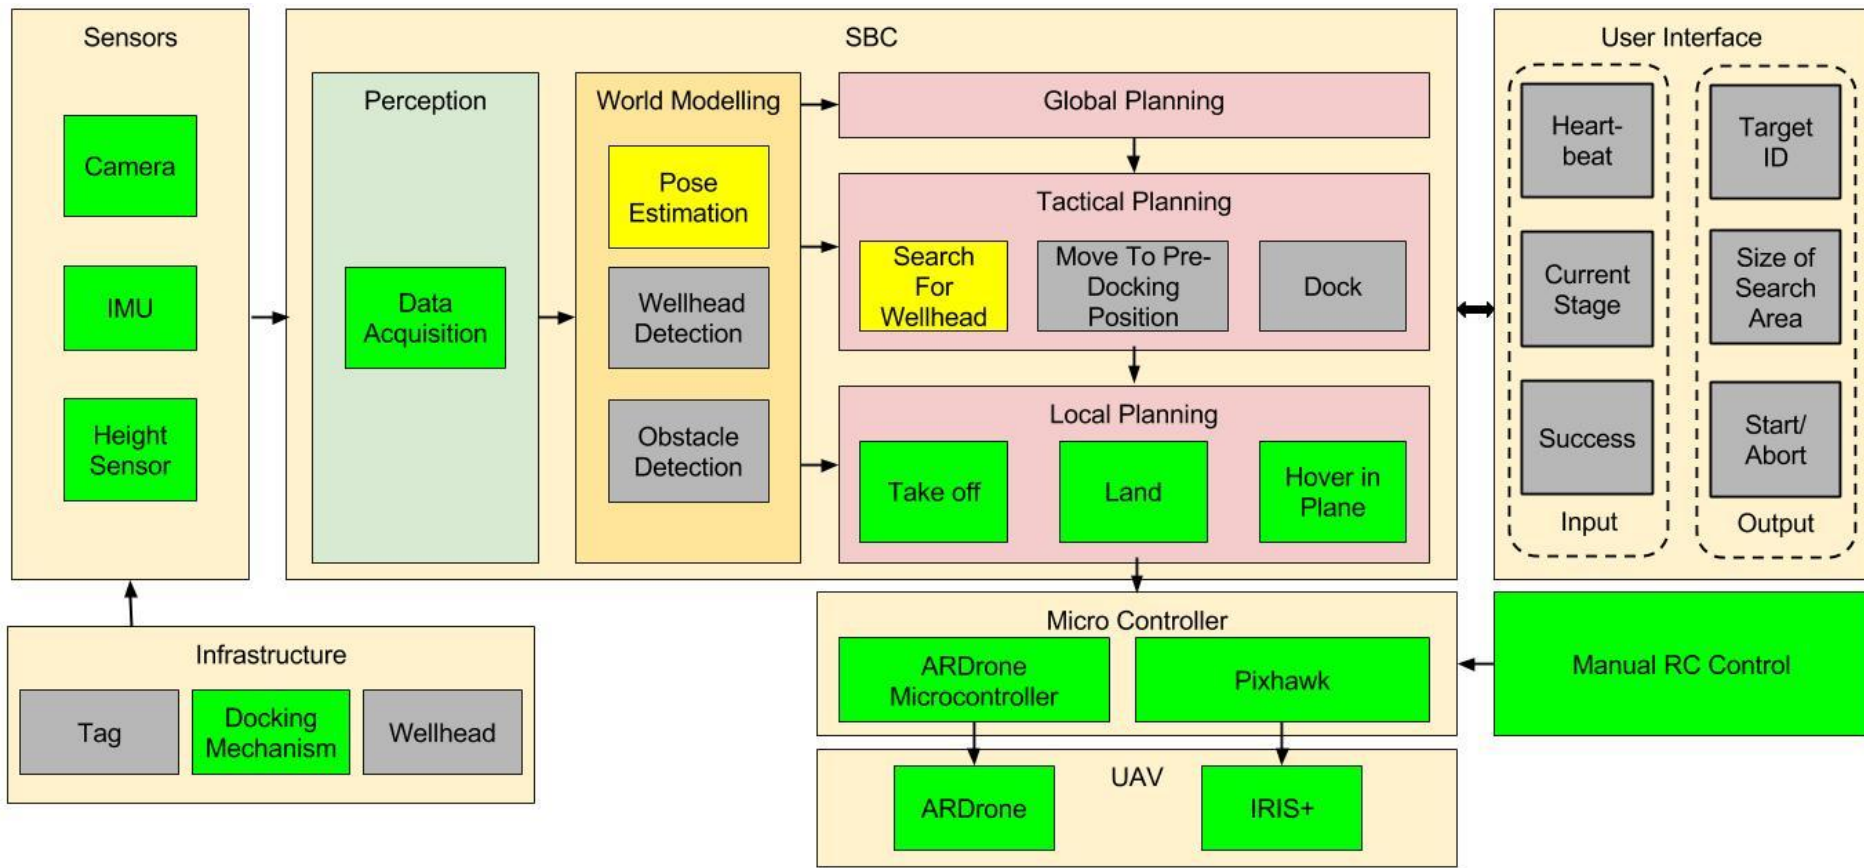 Sensors
Camera
IMU
Height
Sensor
SBC
Perception
Data
Acquisition
World Modelling
Pose
Estimation
Wellhead
Detection
Obstacle
Detection
Global Planning
Tactical Planning
Search
For
Wellhead
Move To Pre-
Docking
Position
Dock
Local Planning
Take off
Land
Hover in
Plane
User Interface
Heart-
beat
Current
Stage
Success
Input
Target
ID
Size of
Search
Area
Start/
Abort
Output
Infrastructure
Tag
Docking
Mechanism
Wellhead
Micro Controller
ARDrone
Microcontroller
Pixhawk
Manual RC Control
UAV
ARDrone
IRIS+